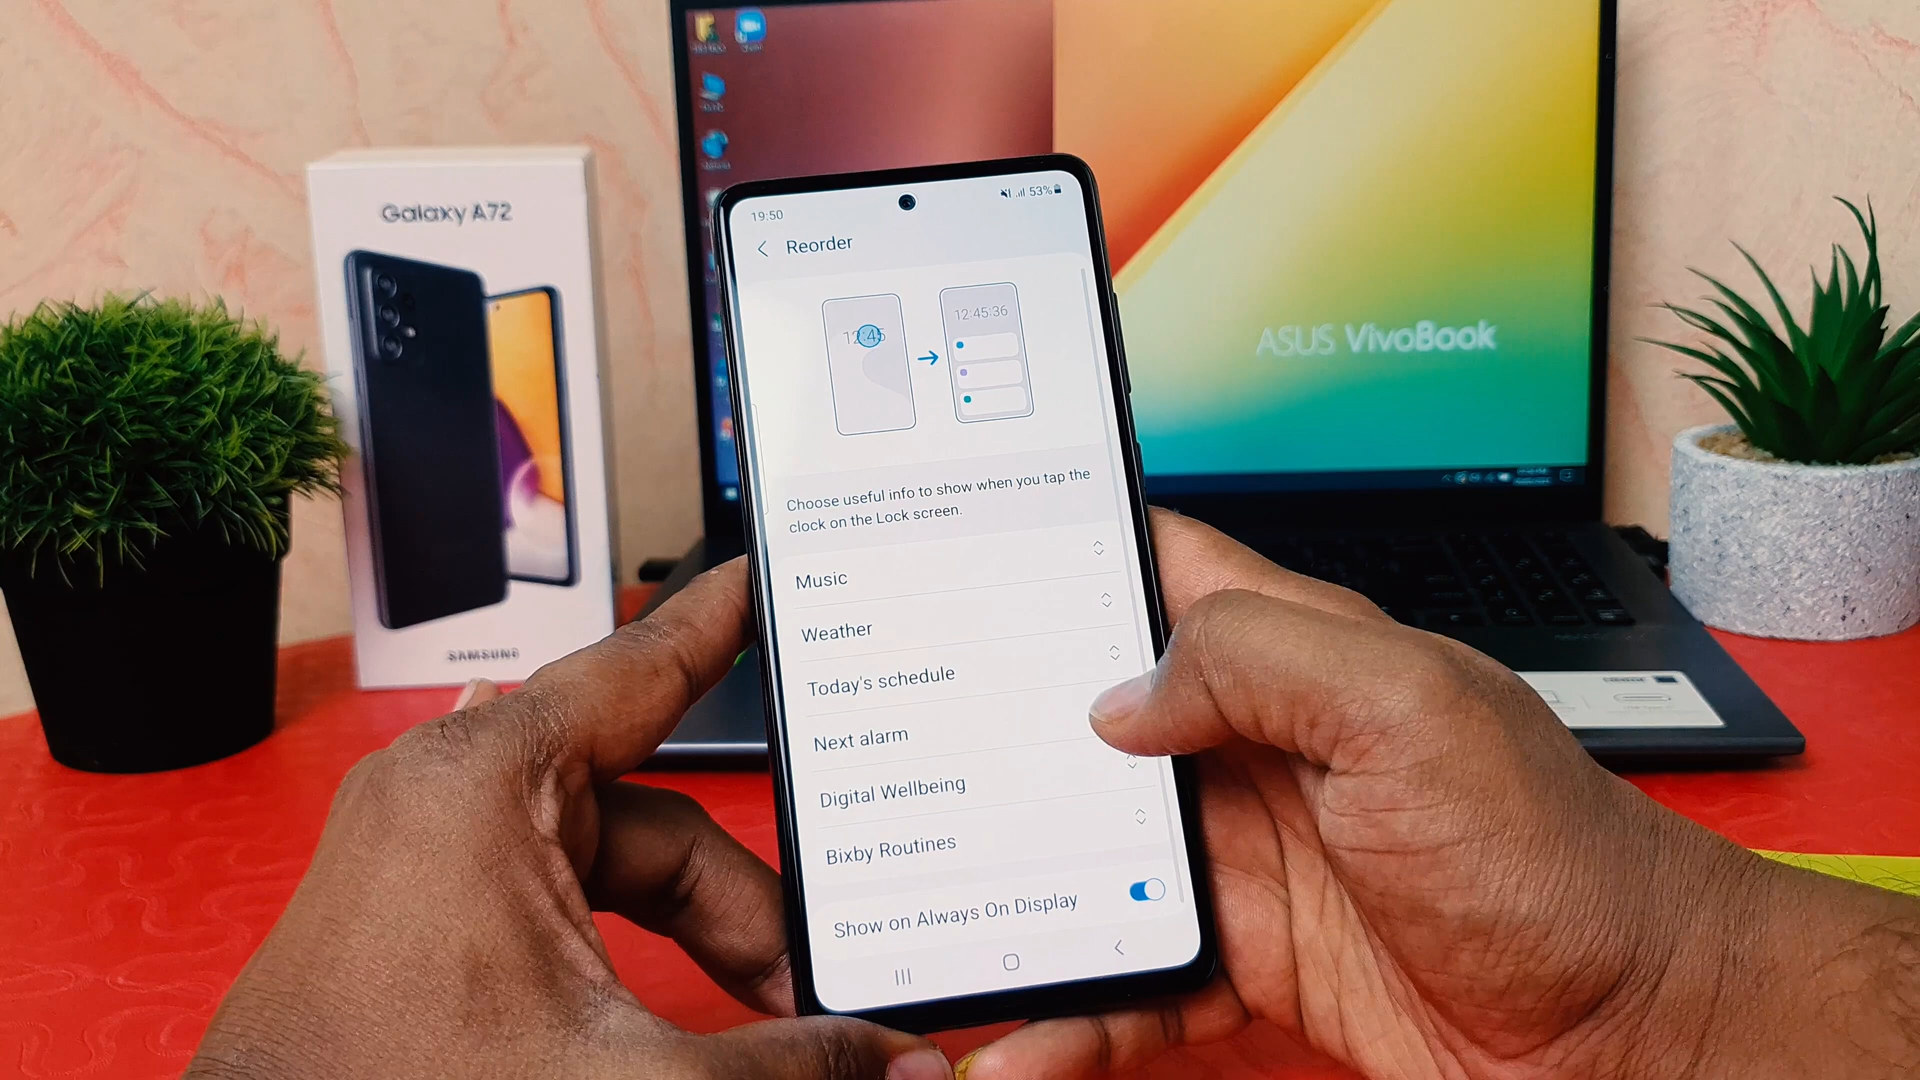 Galaxy A72
SAMSUNG
ASUS VivoBook
19:50
53%
Reorder
12:45
12:45:36
Choose useful info to show when you tap the
clock on the Lock screen.
Music
Weather
Today's schedule
Next alarm
Digital Wellbeing
Bixby Routines
Show on Always On Display